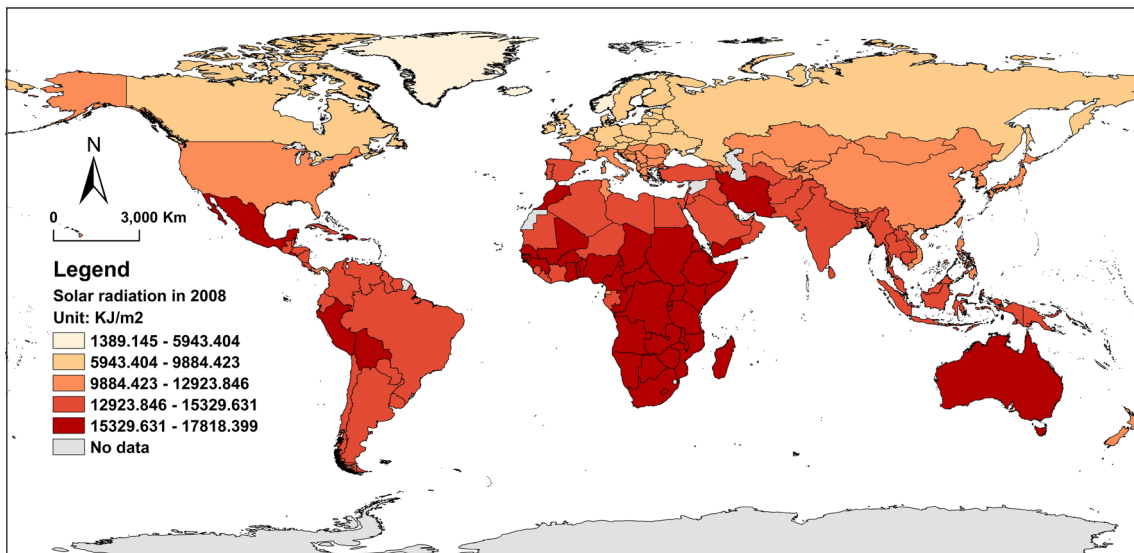 N
0 3,000 Km
Legend
Solar radiation in 2008
Unit: KJ/m2
1389.145 - 5943.404
5943.404 - 9884.423
9884.423 - 12923.846
12923.846 - 15329.631
15329.631 - 17818.399
No data